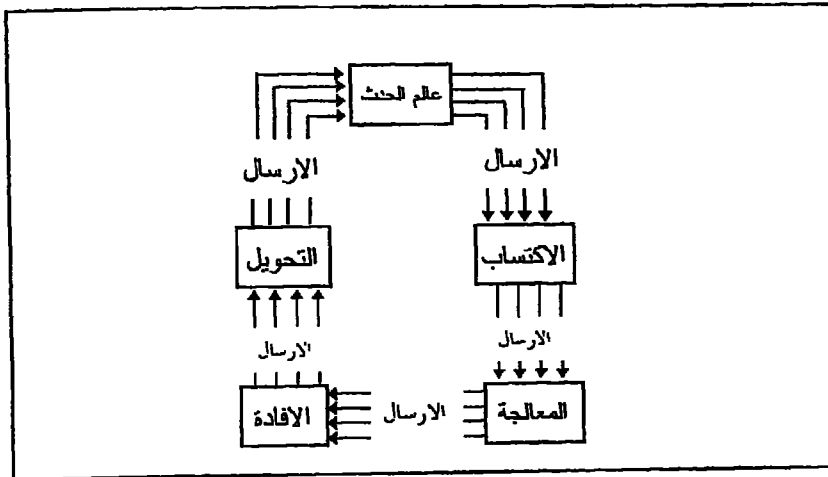 عالم الحدث
الارسال
الارسال
التحويل
الاكتساب
الارسال
الارسال
الافادة
الارسال
المعالجة